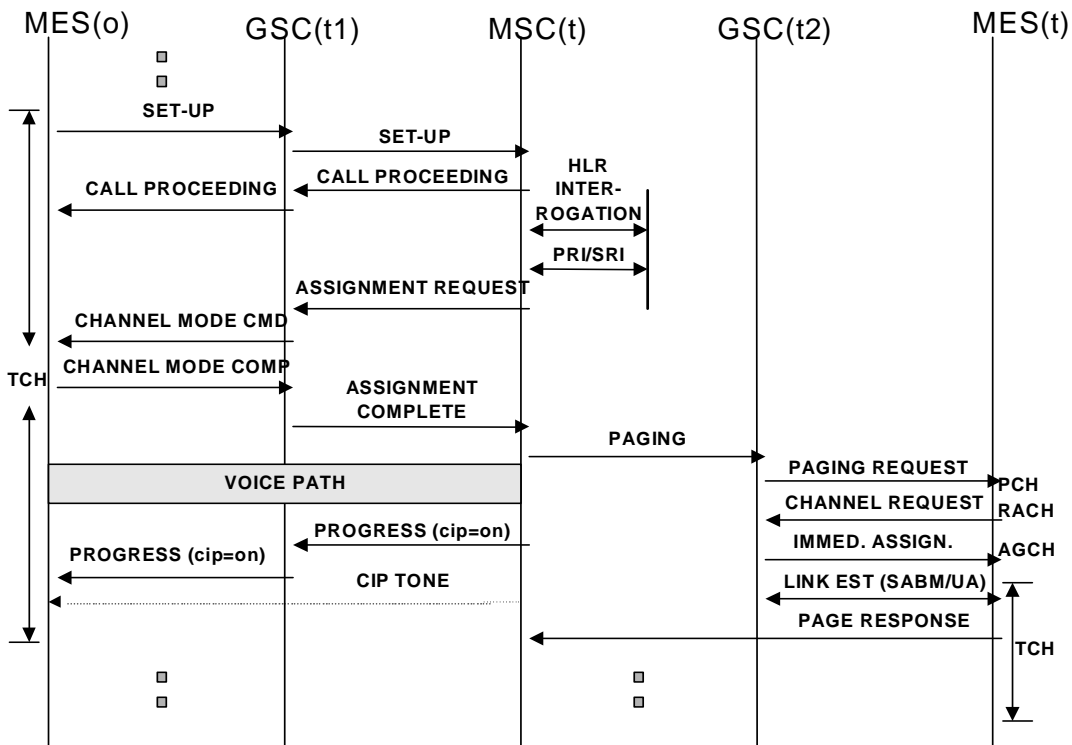 MES(o)
GSC(t1)
MSC(t)
GSC(t2)
MES(t)
SET-UP
SET-UP
HLR
INTER-
ROGATION
CALL PROCEEDING
CALL PROCEEDING
PRI/SRI
ASSIGNMENT REQUEST
CHANNEL MODE CMD
CHANNEL MODE COMP
TCH
ASSIGNMENT
COMPLETE
PAGING
VOICE PATH
PAGING REQUEST
PCH
CHANNEL REQUEST
RACH
PROGRESS (cip=on)
IMMED. ASSIGN.
AGCH
PROGRESS (cip=on)
CIP TONE
LINK EST (SABM/UA)
PAGE RESPONSE
TCH